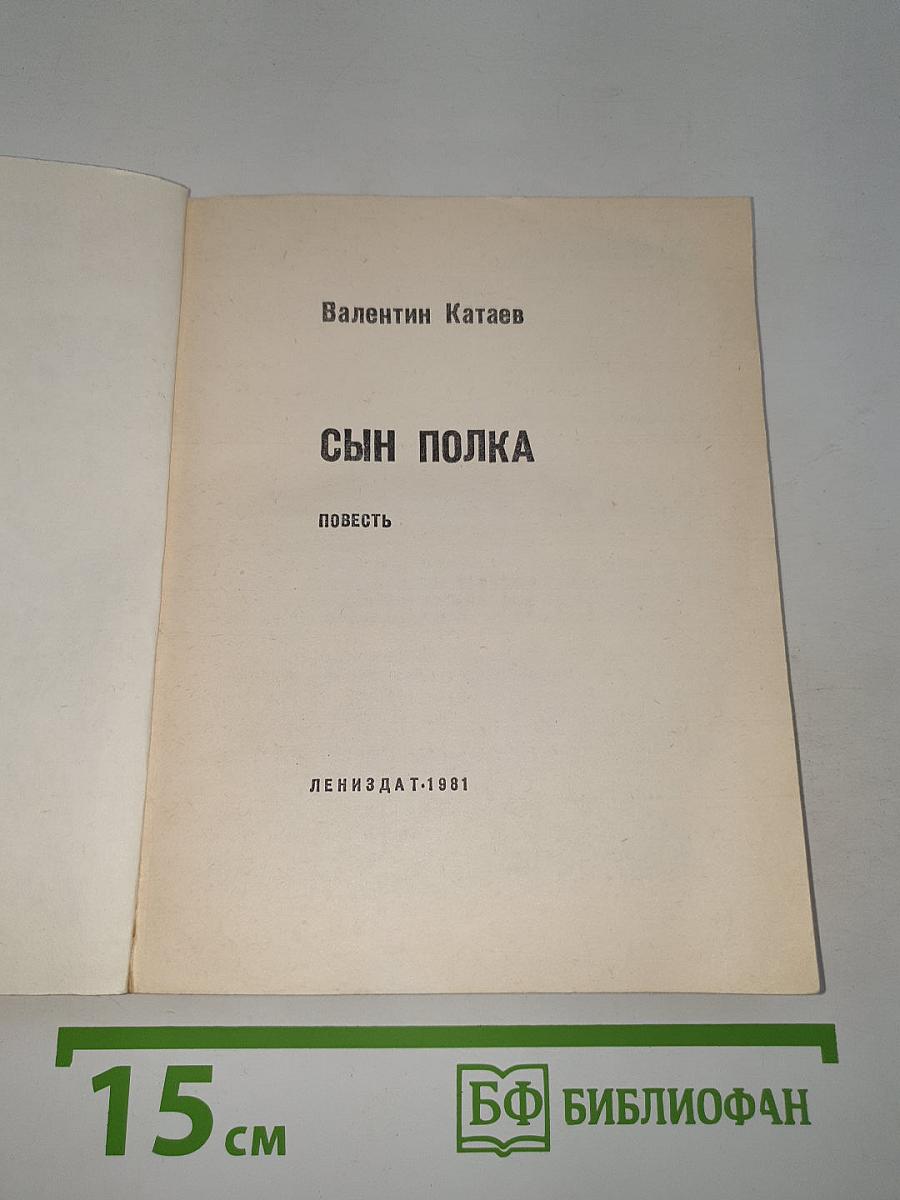 Валентин Катаев
СЫН ПОЛКА
ПОВЕСТЬ
ЛЕНИЗДАТ·1981
15 см
БФ БИБЛИОФАН